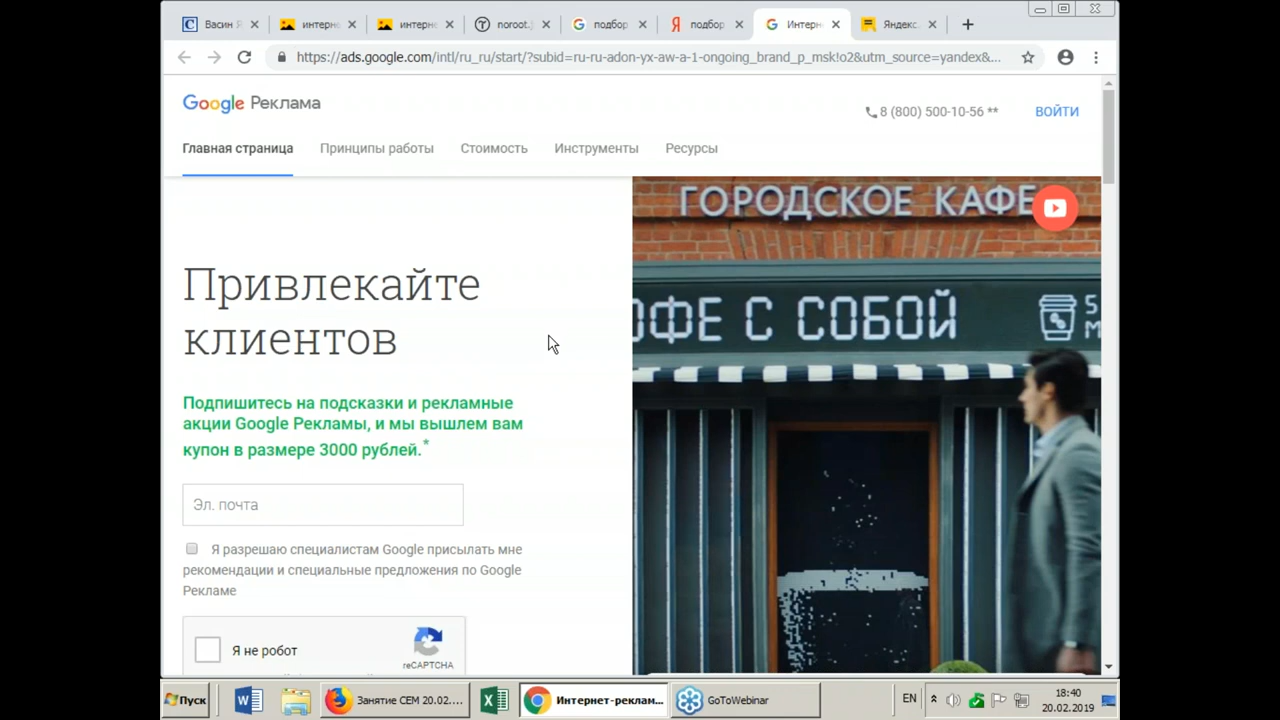 Васин Я
интерне
интерне
noroot.
подбор
подбор
Интерн
Яндекс.
https://ads.google.com/intl/ru_ru/start/?subid=ru-ru-adon-yx-aw-a-1-ongoing_brand_p_msk!o2&utm_source=yandex&...
Google Реклама
8 (800) 500-10-56 **
ВОЙТИ
Главная страница
Принципы работы
Стоимость
Инструменты
Ресурсы
ГОРОДСКОЕ КАФЕ
ОФЕ С СОБОЙ
5
М
Привлекайте
клиентов
Подпишитесь на подсказки и рекламные
акции Google Рекламы, и мы вышлем вам
купон в размере 3000 рублей.*
Эл. почта
Я разрешаю специалистам Google присылать мне
рекомендации и специальные предложения по Google
Рекламе
Я не робот
reCAPTCHA
Пуск
Занятие СЕМ 20.02....
Интернет-реклам...
GoToWebinar
EN
18:40
20.02.2019